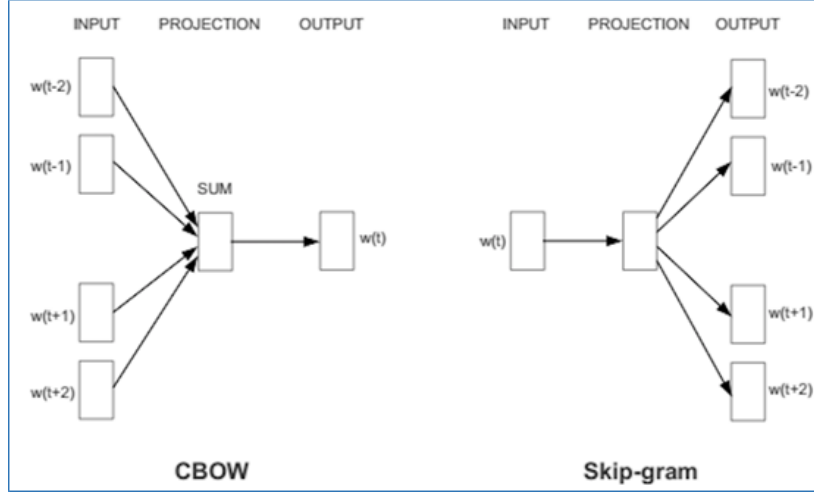 INPUT PROJECTION OUTPUT
w(t-2)
w(t-1)
SUM
w(t)
w(t+1)
w(t+2)
CBOW
INPUT PROJECTION OUTPUT
w(t-2)
w(t-1)
w(t)
w(t+1)
w(t+2)
Skip-gram